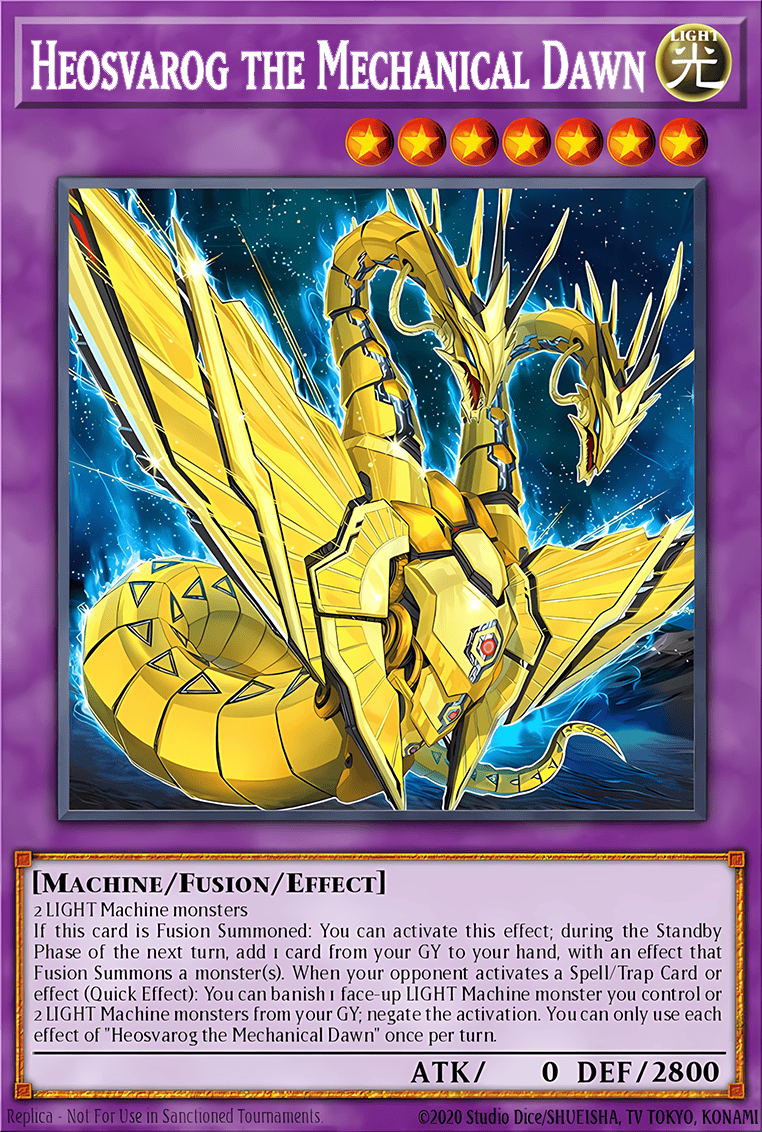 Heosvarog the Mechanical Dawn
LIGHT
光
[Machine/Fusion/Effect]
2 LIGHT Machine monsters
If this card is Fusion Summoned: You can activate this effect; during the Standby
Phase of the next turn, add 1 card from your GY to your hand, with an effect that
Fusion Summons a monster(s). When your opponent activates a Spell/Trap Card or
effect (Quick Effect): You can banish 1 face-up LIGHT Machine monster you control or
2 LIGHT Machine monsters from your GY; negate the activation. You can only use each
effect of "Heosvarog the Mechanical Dawn" once per turn.
ATK/ 0 DEF/2800
Replica - Not For Use in Sanctioned Tournaments.
©2020 Studio Dice/SHUEISHA, TV TOKYO, KONAMI